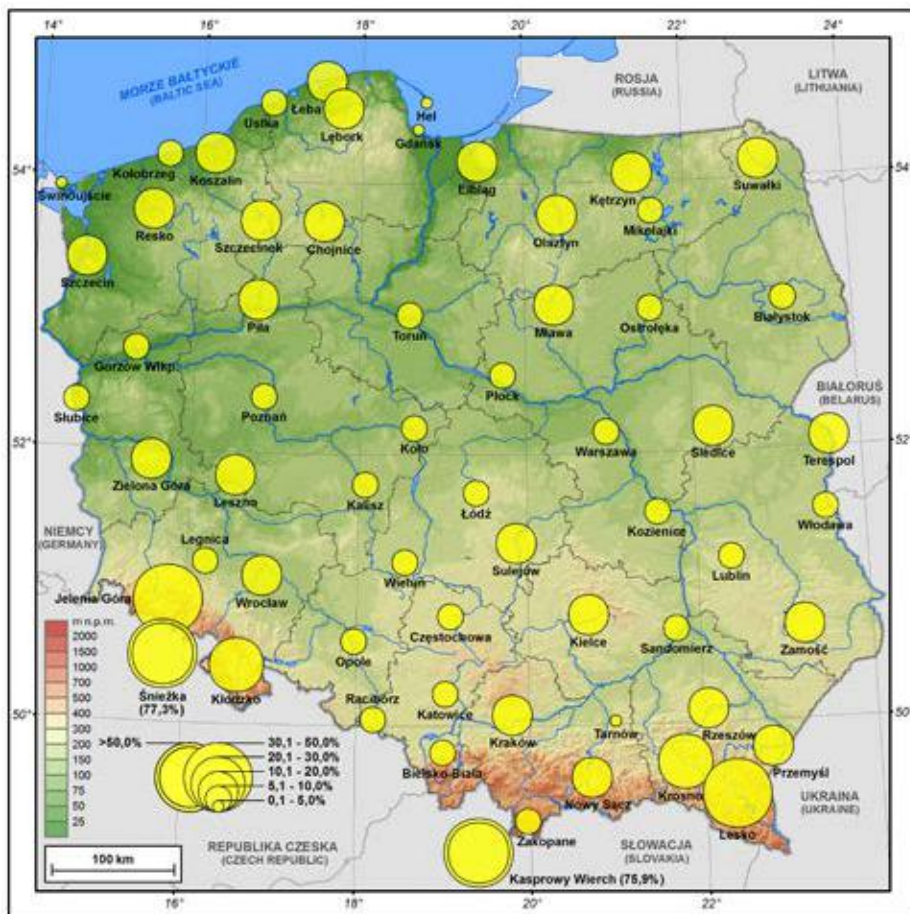 14° 16° 18° 20° 22° 24°
MORZE BAŁTYCKIE
(BALTIC SEA)
ROSJA
(RUSSIA)
LITWA
(LITHUANIA)
Łeba
Hel
Ustka
Lębork
Gdańsk
54° 54°
Kołobrzeg
Koszalin
Elbląg
Kętrzyn
Suwałki
Świnoujście
Resko
Szczecinek
Chojnice
Olsztyn
Mikołajki
Szczecin
Piła
Toruń
Mława
Ostrołęka
Białystok
Gorzów Wlkp.
Płock
Słubice
Poznań
BIAŁORUŚ
(BELARUS)
52° 52°
Koło
Warszawa
Siedlce
Terespol
Zielona Góra
Leszno
Kalisz
Łódź
Kozienice
Włodawa
NIEMCY
(GERMANY)
Legnica
Wieluń
Sulejów
Lublin
Jelenia Góra
Wrocław
Częstochowa
Kielce
Sandomierz
Zamość
m n.p.m.
2000
1500
1000
700
500
400
300
200
150
100
75
50
25
Opole
Śnieżka
(77,3%)
Kłodzko
Racibórz
Katowice
Kraków
Tarnów
Rzeszów
50° 50°
>50,0%
30,1 - 50,0%
20,1 - 30,0%
10,1 - 20,0%
5,1 - 10,0%
0,1 - 5,0%
Bielsko-Biała
Nowy Sącz
Krosno
Przemyśl
Lesko
Zakopane
UKRAINA
(UKRAINE)
REPUBLIKA CZESKA
(CZECH REPUBLIC)
SŁOWACJA
(SLOVAKIA)
100 km
Kasprowy Wierch (75,9%)
16° 18° 20° 22°